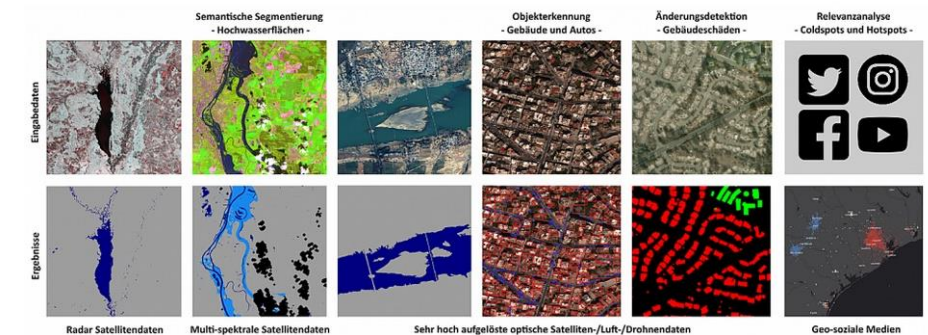 Semantische Segmentierung
- Hochwasserflächen -
Objekterkennung
- Gebäude und Autos -
Änderungsdetektion
- Gebäudeschäden -
Relevanzanalyse
- Coldspots und Hotspots -
Eingabedaten
Ergebnisse
Radar Satellitendaten
Multi-spektrale Satellitendaten
Sehr hoch aufgelöste optische Satelliten-/Luft-/Drohnendaten
Geo-soziale Medien